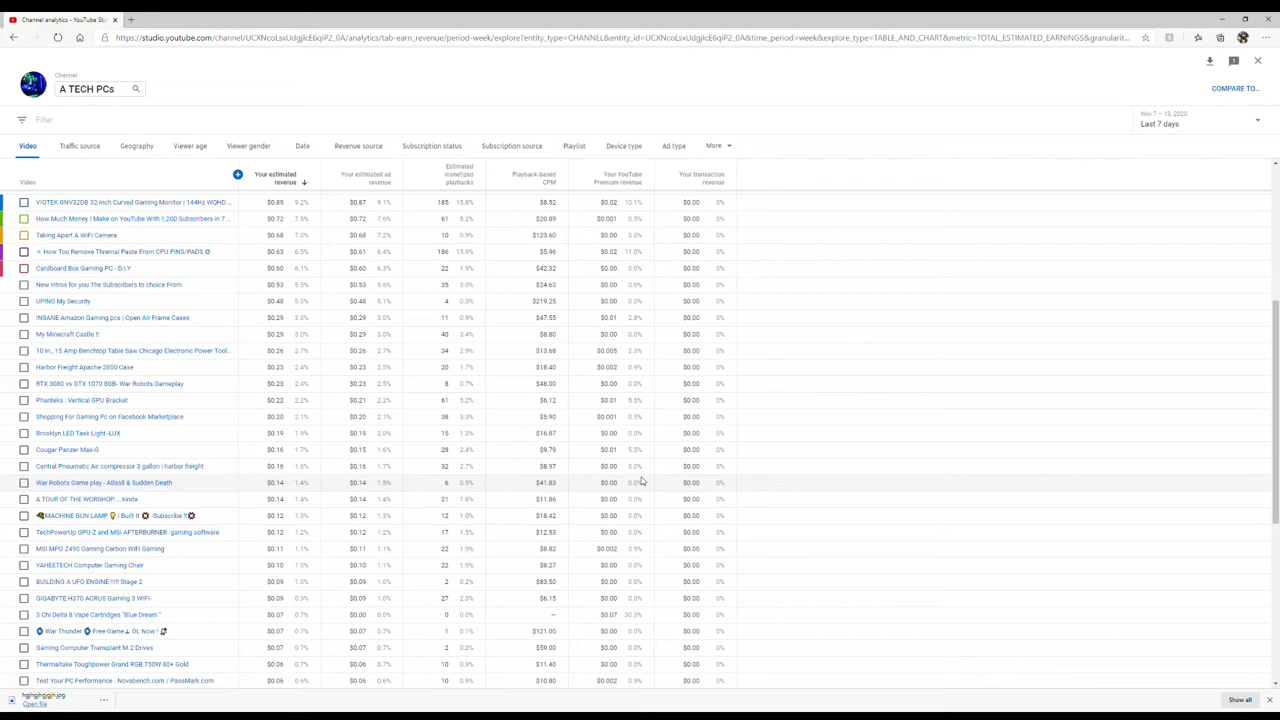 Channel analytics - YouTube Stu
https://studio.youtube.com/channel/UCXNcoLsxUdgjIcE6qiP2_0A/analytics/tab-earn_revenue/period-week/explore?entity_type=CHANNEL&entity_id=UCXNcoLsxUdgjIcE6qiP2_0A&time_period=week&explore_type=TABLE_AND_CHART&metric=TOTAL_ESTIMATED_EARNINGS&granularit...
Channel
A TECH PCs
COMPARE TO...
Filter
Nov 7 – 13, 2020
Last 7 days
Video Traffic source Geography Viewer age Viewer gender Date Revenue source Subscription status Subscription source Playlist Device type Ad type More
Video Your estimated revenue Your estimated ad revenue Estimated monetized playbacks Playback-based CPM Your YouTube Premium revenue Your transaction revenue
VIOTEK GNV32DB 32-Inch Curved Gaming Monitor | 144Hz WQHD ... $0.89 9.2% $0.87 9.1% 185 15.8% $8.52 $0.02 10.1% $0.00 0%
How Much Money I Make on YouTube With 1,200 Subscribers in 7 ... $0.72 7.5% $0.72 7.6% 61 5.2% $20.89 $0.001 0.5% $0.00 0%
Taking Apart A WiFi Camera $0.68 7.0% $0.68 7.2% 10 0.9% $123.60 $0.00 0.0% $0.00 0%
How Too Remove Thremal Paste From CPU PINS/PADS $0.63 6.5% $0.61 6.4% 186 15.9% $5.96 $0.02 11.0% $0.00 0%
Cardboard Box Gaming PC - D.I.Y $0.60 6.1% $0.60 6.3% 22 1.9% $42.32 $0.00 0.0% $0.00 0%
New Intros for you The Subscribers to choice From $0.53 5.5% $0.53 5.6% 35 3.0% $24.63 $0.00 0.0% $0.00 0%
UPING My Security $0.48 5.0% $0.48 5.1% 4 0.3% $219.25 $0.00 0.0% $0.00 0%
INSANE Amazon Gaming pcs | Open Air Frame Cases $0.29 3.0% $0.29 3.0% 11 0.9% $47.55 $0.01 2.8% $0.00 0%
My Minecraft Castle !! $0.29 3.0% $0.29 3.0% 40 3.4% $8.80 $0.00 0.0% $0.00 0%
10 in., 15 Amp Benchtop Table Saw Chicago Electronic Power Tool... $0.26 2.7% $0.26 2.7% 34 2.9% $13.68 $0.005 2.3% $0.00 0%
Harbor Freight Apache 2800 Case $0.23 2.4% $0.23 2.5% 20 1.7% $18.40 $0.002 0.9% $0.00 0%
RTX 3080 vs GTX 1070 8GB- War Robots Gameplay $0.23 2.4% $0.23 2.5% 8 0.7% $48.00 $0.00 0.0% $0.00 0%
Phanteks : Vertical GPU Bracket $0.22 2.2% $0.21 2.2% 61 5.2% $6.12 $0.01 5.5% $0.00 0%
Shopping For Gaming Pc on Facebook Marketplace $0.20 2.1% $0.20 2.1% 38 3.3% $5.90 $0.001 0.5% $0.00 0%
Brooklyn LED Task Light -LUX $0.19 1.9% $0.19 2.0% 15 1.3% $16.87 $0.00 0.0% $0.00 0%
Cougar Panzer Max-G $0.16 1.7% $0.15 1.6% 28 2.4% $9.79 $0.01 5.5% $0.00 0%
Central Pneumatic Air compressor 3 gallon | harbor freight $0.16 1.6% $0.16 1.7% 32 2.7% $8.97 $0.00 0.0% $0.00 0%
War Robots Game play - Atlasll & Sudden Death $0.14 1.4% $0.14 1.5% 6 0.5% $41.83 $0.00 0.0% $0.00 0%
A TOUR OF THE WORSHOP....kinda $0.14 1.4% $0.14 1.4% 21 1.8% $11.86 $0.00 0.0% $0.00 0%
MACHINE GUN LAMP i Built It -Subscribe !! $0.12 1.3% $0.12 1.3% 12 1.0% $18.42 $0.00 0.0% $0.00 0%
TechPowerUp GPU-Z and MSI AFTERBURNER .gaming software $0.12 1.2% $0.12 1.2% 17 1.5% $12.53 $0.00 0.0% $0.00 0%
MSI MPG Z490 Gaming Carbon WiFi Gaming $0.11 1.1% $0.11 1.1% 22 1.9% $8.82 $0.002 0.9% $0.00 0%
YAHEETECH Computer Gaming Chair $0.10 1.0% $0.10 1.1% 22 1.9% $8.27 $0.00 0.0% $0.00 0%
BUILDING A UFO ENGINE !!!!! Stage 2 $0.09 1.0% $0.09 1.0% 2 0.2% $83.50 $0.00 0.0% $0.00 0%
GIGABYTE H370 AORUS Gaming 3 WIFI- $0.09 0.9% $0.09 1.0% 27 2.3% $6.15 $0.00 0.0% $0.00 0%
3 Chi Delta 8 Vape Cartridges "Blue Dream " $0.07 0.7% $0.00 0.0% 0 0.0% — $0.07 30.3% $0.00 0%
War Thunder Free Game DL Now ! $0.07 0.7% $0.07 0.7% 1 0.1% $121.00 $0.00 0.0% $0.00 0%
Gaming Computer Transplant M.2 Drives $0.07 0.7% $0.07 0.7% 2 0.2% $59.00 $0.00 0.0% $0.00 0%
Thermaltake Toughpower Grand RGB 750W 80+ Gold $0.06 0.7% $0.06 0.7% 10 0.9% $11.40 $0.00 0.0% $0.00 0%
Test Your PC Performance . Novabench.com / PassMark.com $0.06 0.6% $0.06 0.6% 10 0.9% $10.80 $0.002 0.9% $0.00 0%
Open file
Show all